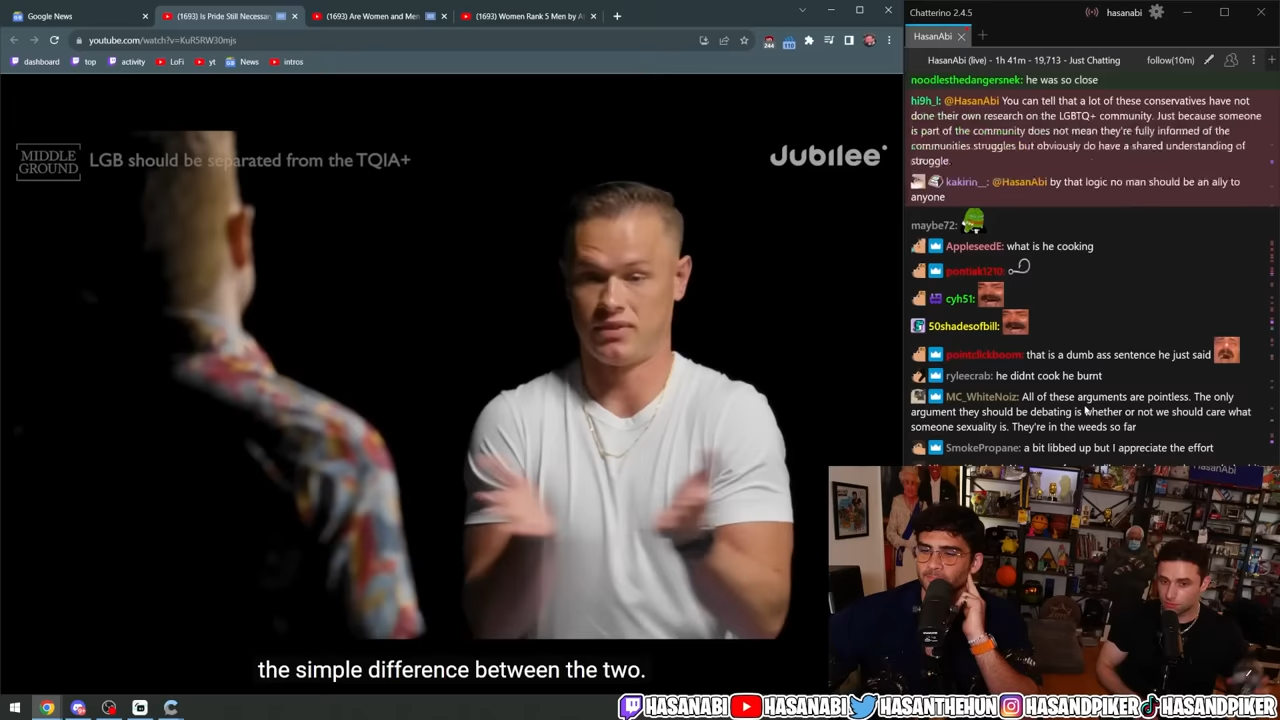 Google News
(1693) Is Pride Still Necessar
(1693) Are Women and Men
(1693) Women Rank 5 Men by A
youtube.com/watch?v=KuR5RW30mjs
244
110
dashboard
top
activity
LoFi
yt
News
intros
MIDDLE
GROUND
LGB should be separated from the TQIA+
Jubilee
the simple difference between the two.
Chatterino 2.4.5
hasanabi
HasanAbi
HasanAbi (live) - 1h 41m - 19,713 - Just Chatting
follow(10m)
noodlesthedangersnek: he was so close
hi9h_l: @HasanAbi You can tell that a lot of these conservatives have not
done their own research on the LGBTQ+ community. Just because someone
is part of the community does not mean they're fully informed of the
communities struggles but obviously do have a shared understanding of
struggle.
kakirin__: @HasanAbi by that logic no man should be an ally to
anyone
maybe72:
AppleseedE: what is he cooking
pontiak1210:
cyh51:
50shadesofbill:
pointclickboom: that is a dumb ass sentence he just said
ryleecrab: he didnt cook he burnt
MC_WhiteNoiz: All of these arguments are pointless. The only
argument they should be debating is whether or not we should care what
someone sexuality is. They're in the weeds so far
SmokePropane: a bit libbed up but I appreciate the effort
HASANABI
HASANABI
HASANTHEHUN
HASANDPIKER
HASANDPIKER